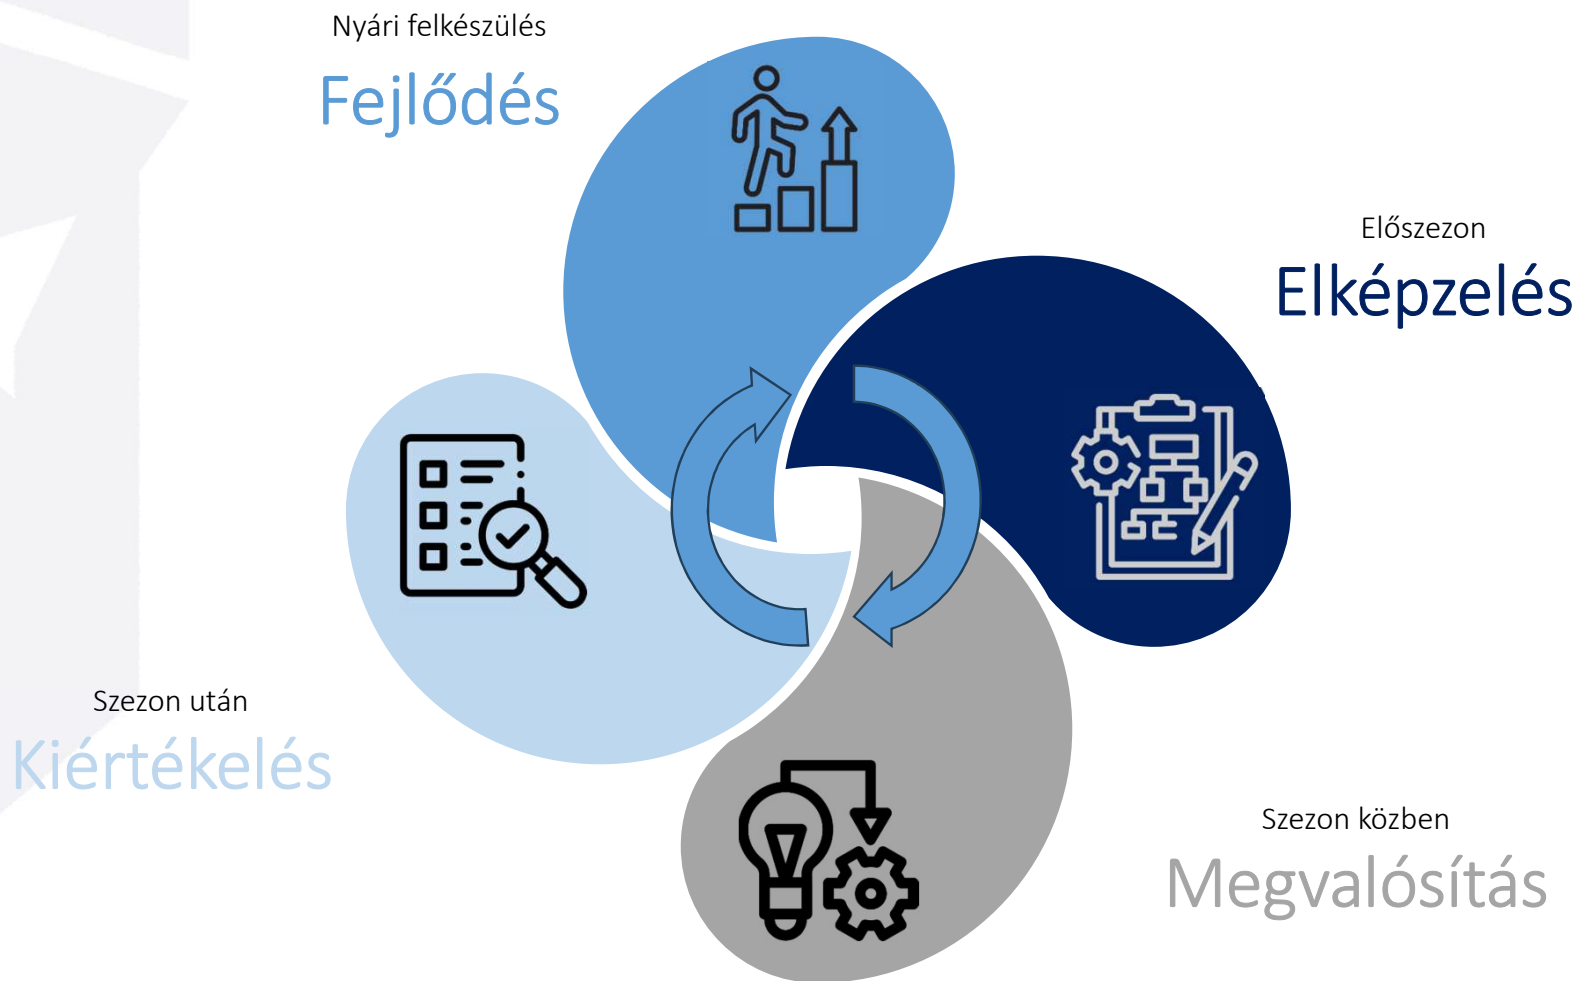 Nyári felkészülés
Fejlődés
Előszezon
Elképzelés
Szezon után
Kiértékelés
Szezon közben
Megvalósítás